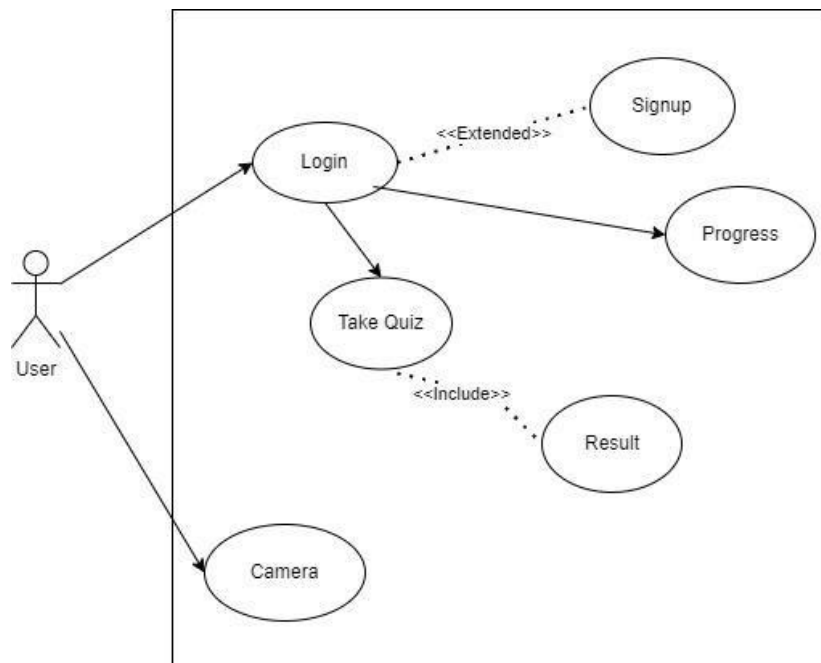 Signup
<<Extended>>
Login
Progress
Take Quiz
User
<<Include>>
Result
Camera